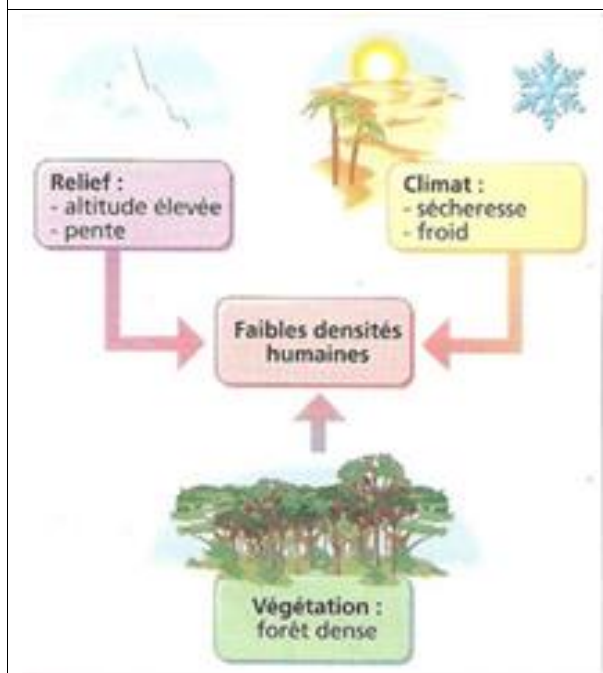 Relief :
- altitude élevée
- pente
Climat :
- sécheresse
- froid
Faibles densités
humaines
Végétation :
forêt dense